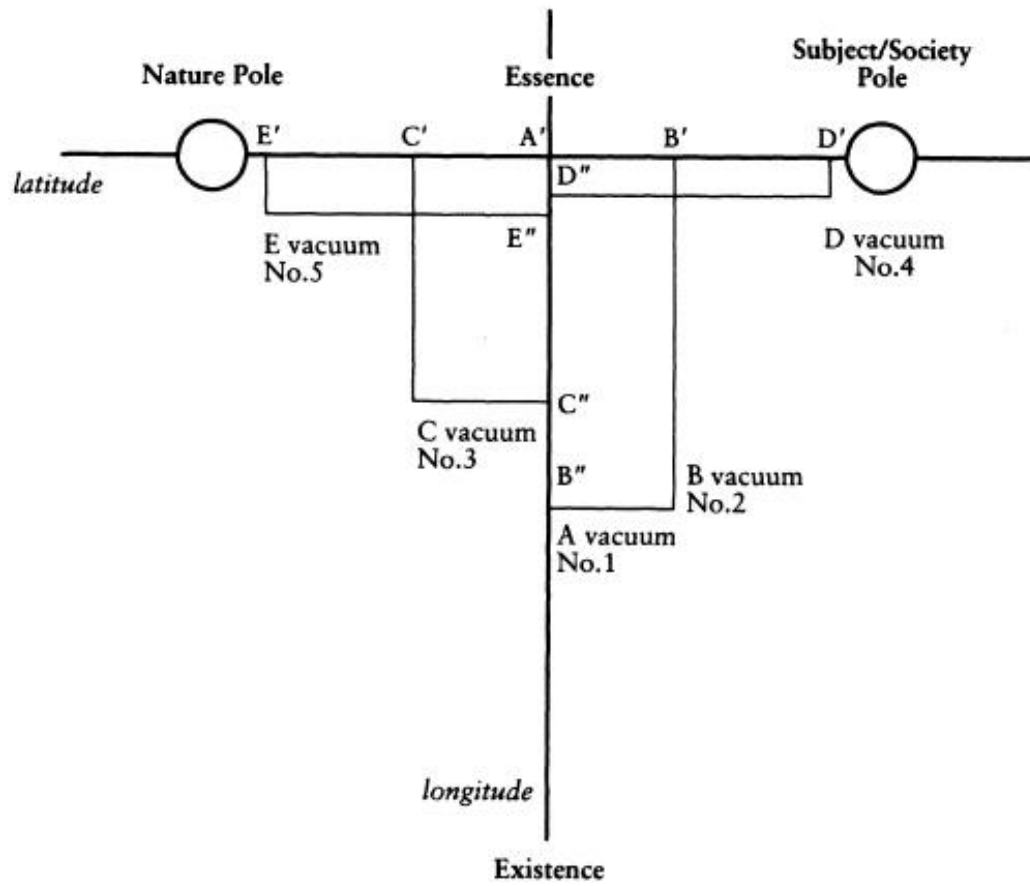 Subject/Society
Pole
Nature Pole
Essence
E′
C′
A′
B′
D′
latitude
D″
E″
E vacuum
No.5
D vacuum
No.4
C″
C vacuum
No.3
B″
B vacuum
No.2
A vacuum
No.1
longitude
Existence